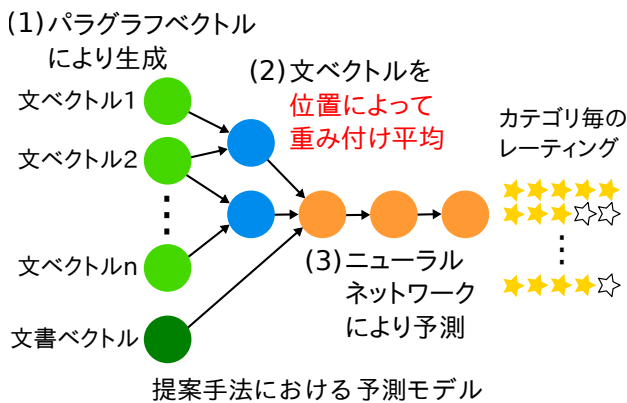 (1)パラグラフベクトル
により生成
文ベクトル1
(2)文ベクトルを
位置によって
重み付け平均
文ベクトル2
カテゴリ毎の
レーティング
文ベクトルn
(3)ニューラル
ネットワーク
により予測
文書ベクトル
提案手法における予測モデル